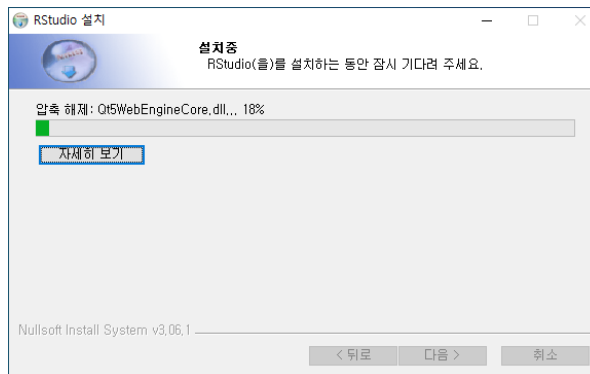 RStudio 설치
설치중
RStudio(을)를 설치하는 동안 잠시 기다려 주세요.
압축 해제: Qt5WebEngineCore.dll... 18%
자세히 보기
Nullsoft Install System v3.06.1
< 뒤로 다음 > 취소